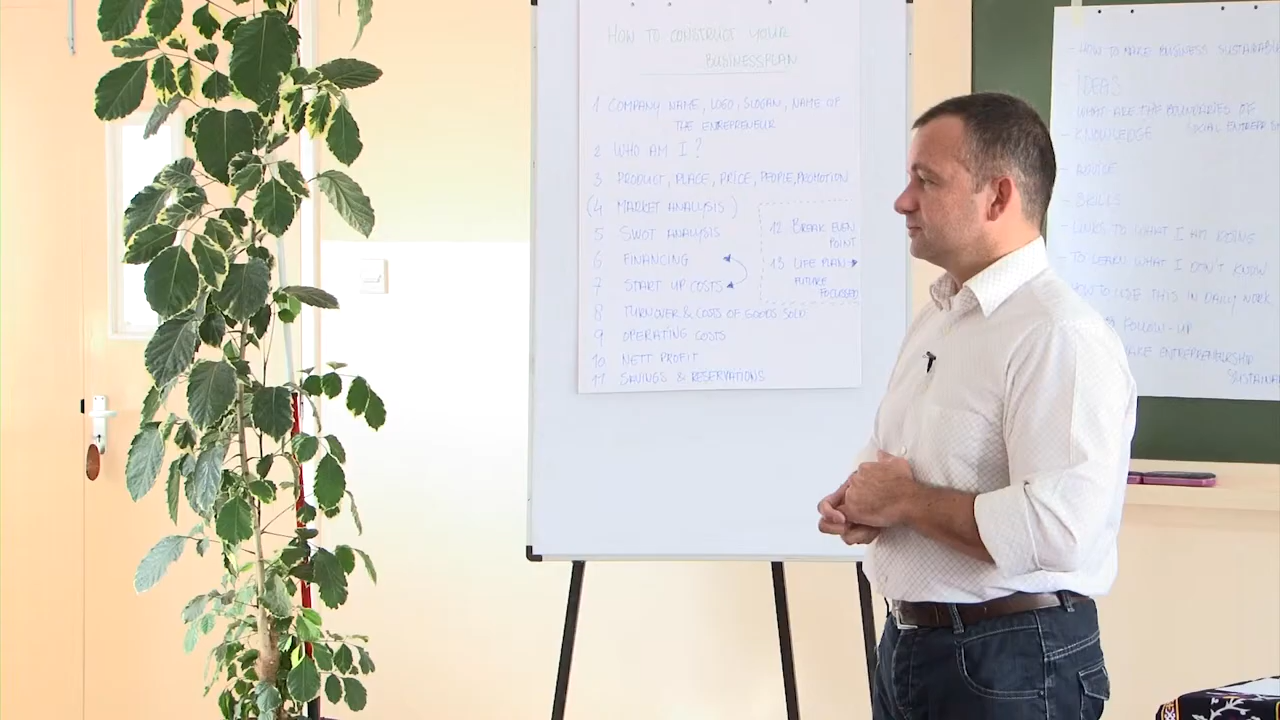 HOW TO CONSTRUCT YOUR
BUSINESSPLAN
1 COMPANY NAME, LOGO, SLOGAN, NAME OF
THE ENTREPRENEUR
2 WHO AM I?
3 PRODUCT, PLACE, PRICE, PEOPLE, PROMOTION
(4 MARKET ANALYSIS)
5 SWOT ANALYSIS
6 FINANCING
7 START UP COSTS
8 TURNOVER & COSTS OF GOODS SOLD
9 OPERATING COSTS
10 NETT PROFIT
11 SAVINGS & RESERVATIONS
12 BREAK EVEN
POINT
13 LIFE PLAN
FUTURE
FOCUSSED
- HOW TO MAKE BUSINESS SUSTAINABLE
- IDEAS
WHAT ARE THE BOUNDARIES OF
SOCIAL ENTREPR
- KNOWLEDGE
- ADVICE
- SKILLS
- LINKS TO WHAT I AM DOING
- TO LEARN WHAT I DON'T KNOW
HOW TO USE THIS IN DAILY WORK
FOLLOW-UP
ENTREPRENEURSHIP